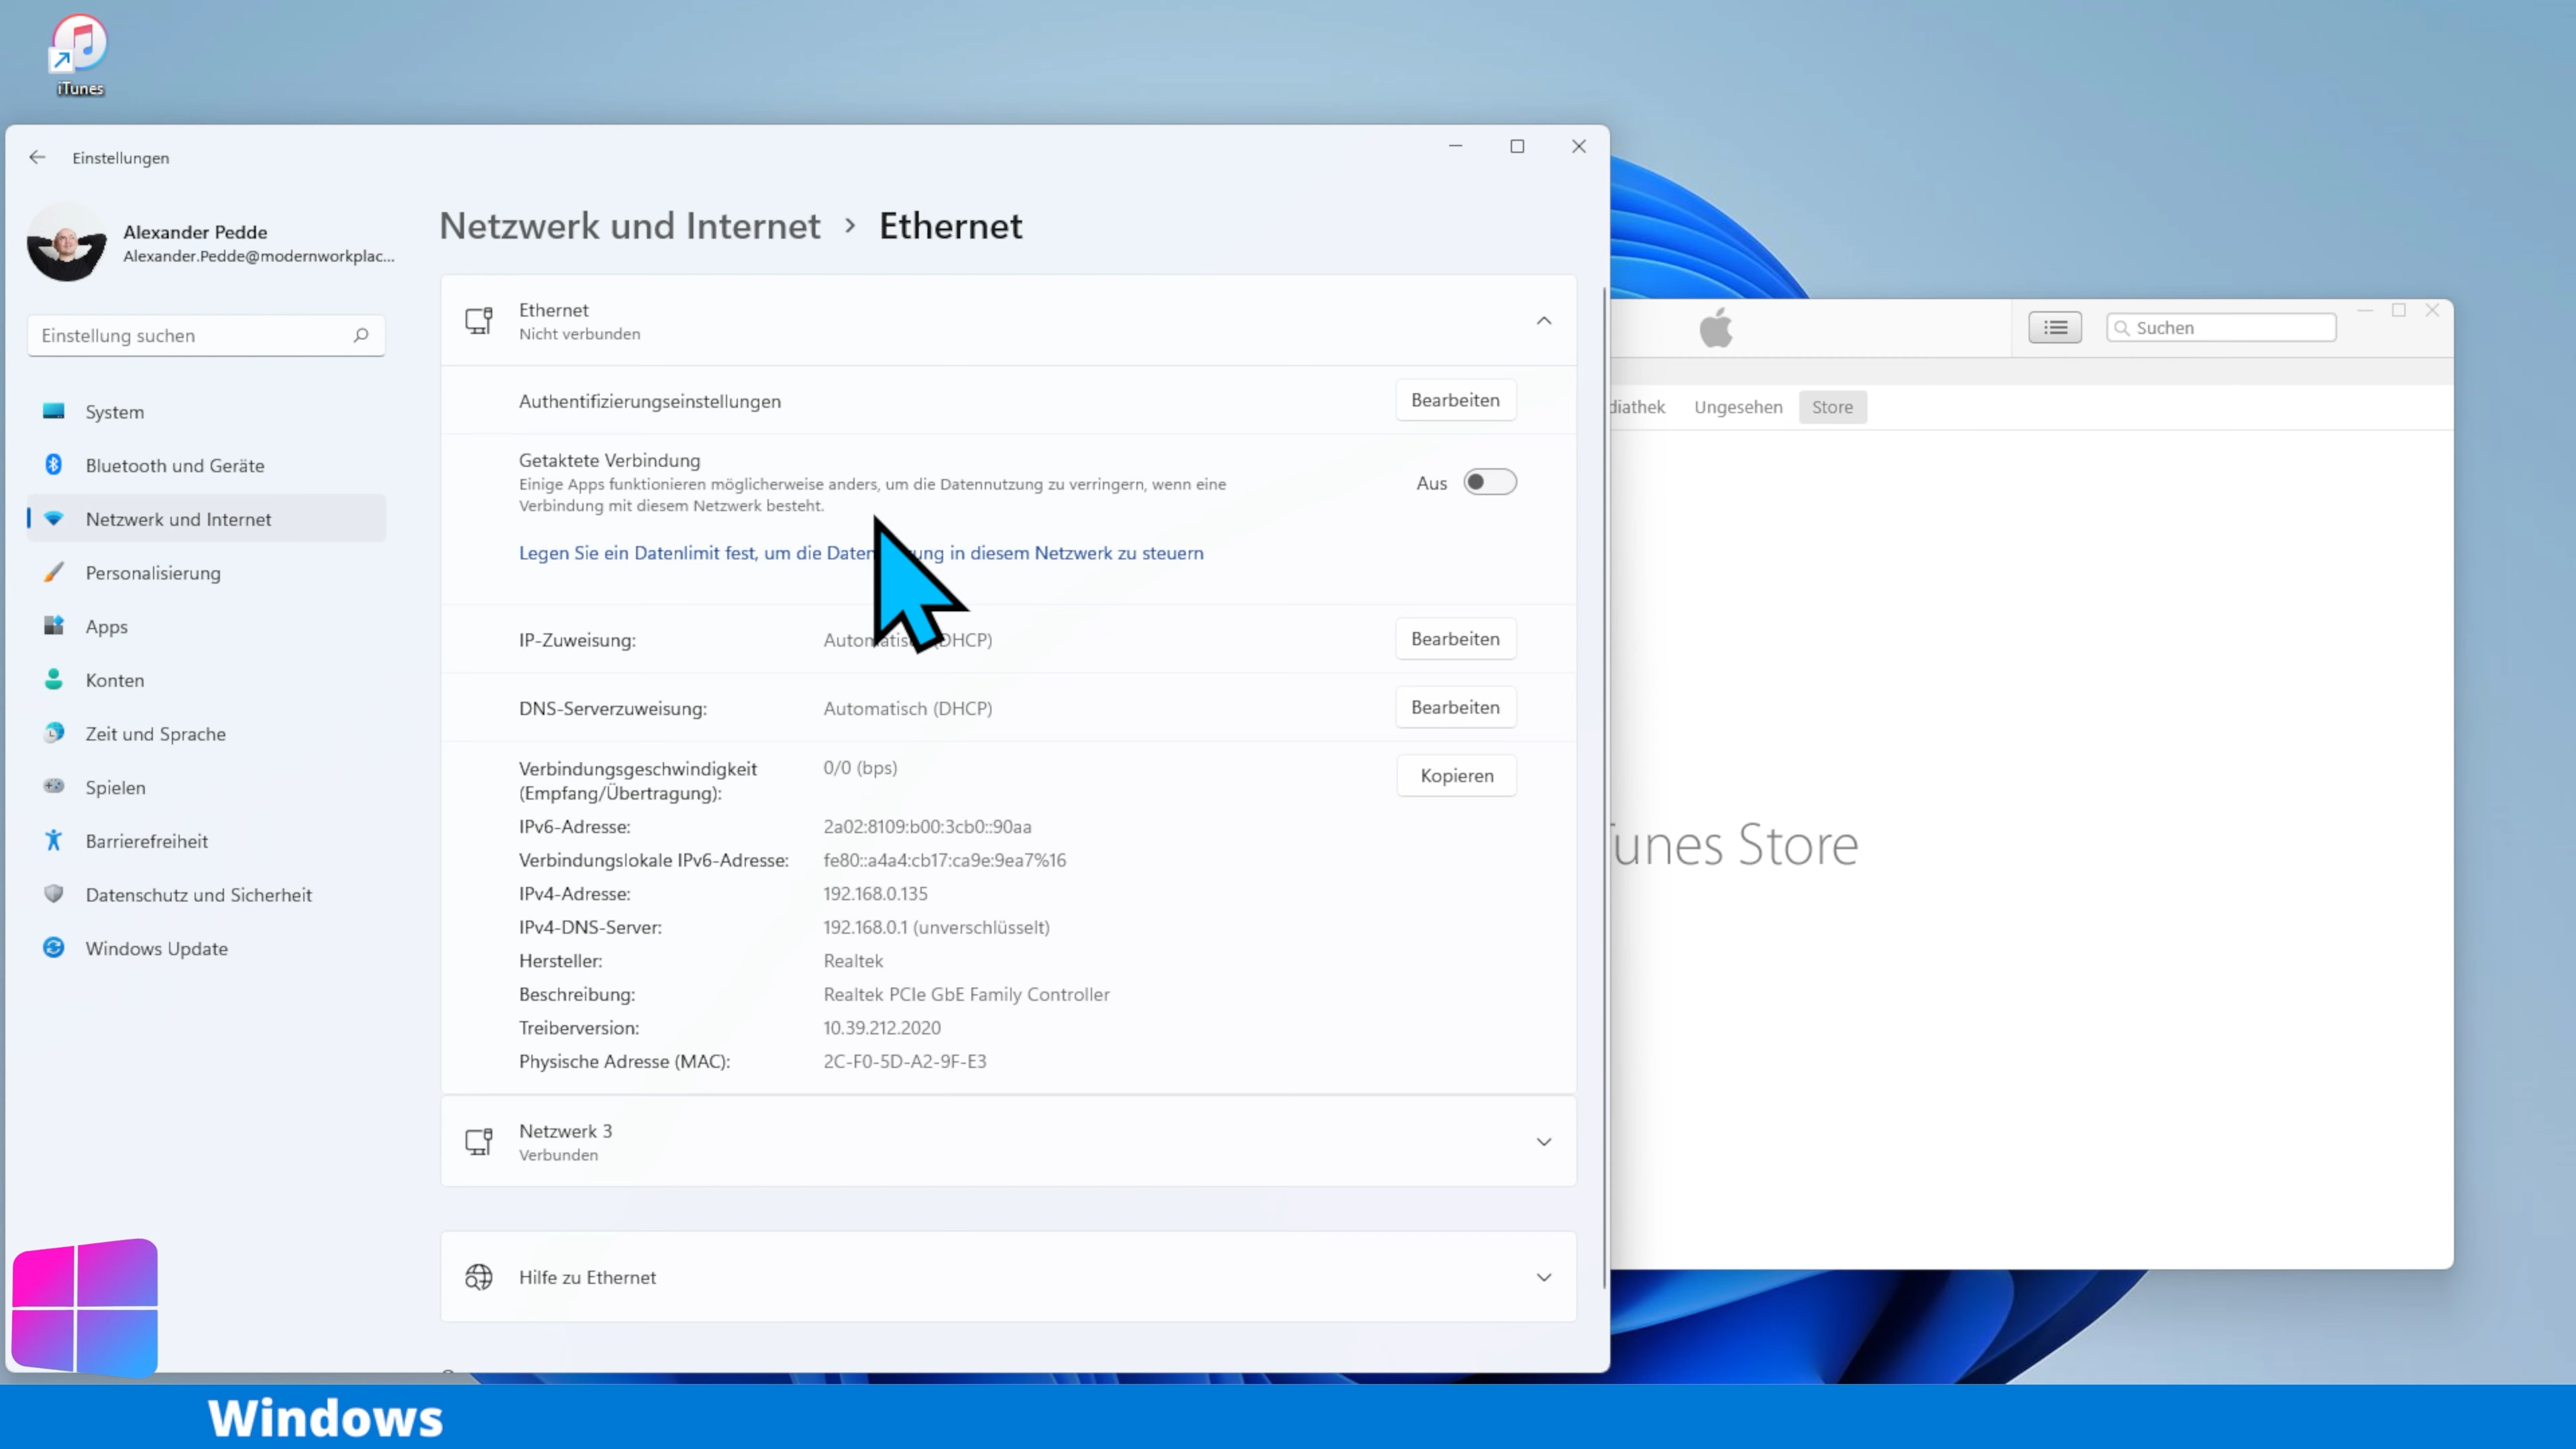 iTunes
Einstellungen
Alexander Pedde
Alexander.Pedde@modernworkplac...
Einstellung suchen
System
Bluetooth und Geräte
Netzwerk und Internet
Personalisierung
Apps
Konten
Zeit und Sprache
Spielen
Barrierefreiheit
Datenschutz und Sicherheit
Windows Update
Netzwerk und Internet › Ethernet
Ethernet
Nicht verbunden
Authentifizierungseinstellungen Bearbeiten
Getaktete Verbindung
Einige Apps funktionieren möglicherweise anders, um die Datennutzung zu verringern, wenn eine
Verbindung mit diesem Netzwerk besteht.
Aus
Legen Sie ein Datenlimit fest, um die in diesem Netzwerk zu steuern
IP-Zuweisung: Automatisch (DHCP) Bearbeiten
DNS-Serverzuweisung: Automatisch (DHCP) Bearbeiten
Verbindungsgeschwindigkeit 0/0 (bps) Kopieren
(Empfang/Übertragung):
IPv6-Adresse: 2a02:8109:b00:3cb0::90aa
Verbindungslokale IPv6-Adresse: fe80::a4a4:cb17:ca9e:9ea7%16
IPv4-Adresse: 192.168.0.135
IPv4-DNS-Server: 192.168.0.1 (unverschlüsselt)
Hersteller: Realtek
Beschreibung: Realtek PCIe GbE Family Controller
Treiberversion: 10.39.212.2020
Physische Adresse (MAC): 2C-F0-5D-A2-9F-E3
Netzwerk 3
Verbunden
Hilfe zu Ethernet
Suchen
diathek Ungesehen Store
Tunes Store
Windows